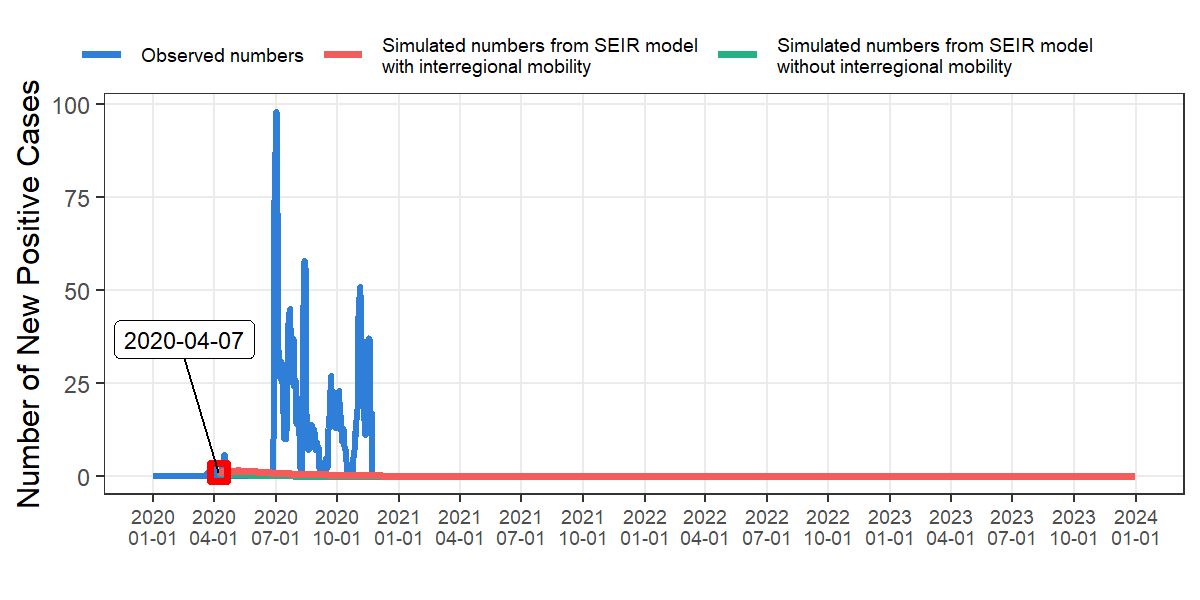 Observed numbers
Simulated numbers from SEIR model
with interregional mobility
Simulated numbers from SEIR model
without interregional mobility
Number of New Positive Cases
100
75
50
25
0
2020-04-07
2020 2020 2020 2020 2021 2021 2021 2021 2022 2022 2022 2022 2023 2023 2023 2023 2024
01-01 04-01 07-01 10-01 01-01 04-01 07-01 10-01 01-01 04-01 07-01 10-01 01-01 04-01 07-01 10-01 01-01